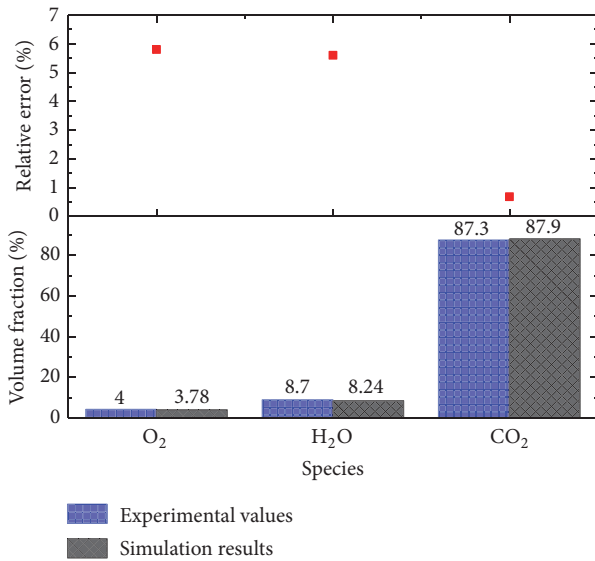 Relative error (%)
7
6
5
4
3
2
1
0
Volume fraction (%)
80
60
40
20
0
4
3.78
8.7
8.24
87.3
87.9
O₂
H₂O
CO₂
Species
Experimental values
Simulation results